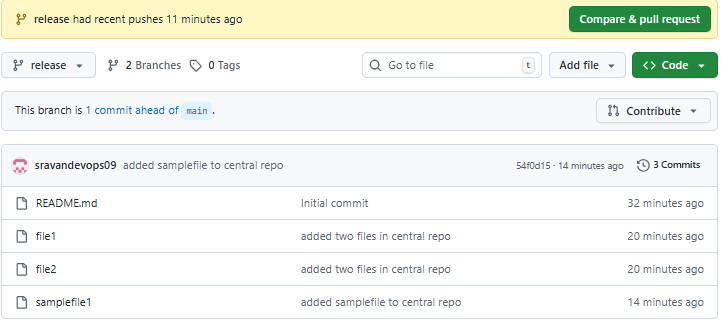 release had recent pushes 11 minutes ago Compare & pull request
release 2 Branches 0 Tags Go to file t Add file Code
This branch is 1 commit ahead of main . Contribute
sravandevops09 added samplefile to central repo 54f0d15 · 14 minutes ago 3 Commits
README.md Initial commit 32 minutes ago
file1 added two files in central repo 20 minutes ago
file2 added two files in central repo 20 minutes ago
samplefile1 added samplefile to central repo 14 minutes ago